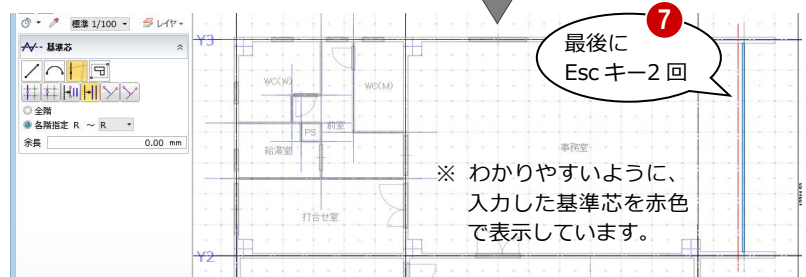 標準 1/100
レイヤ
基準芯
全階
各階指定 R ～ R
余長 0.00 mm
Y3
WC(W)
WC(M)
PS
前室
給湯室
事務室
打合せ室
Y2
7
最後に
Esc キー2 回
※ わかりやすいように、
入力した基準芯を赤色
で表示しています。